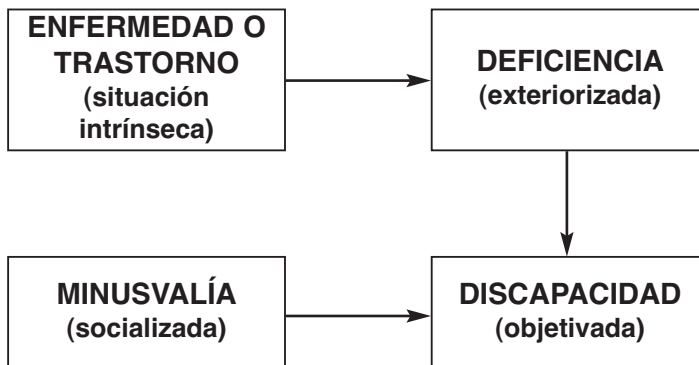 ENFERMEDAD O
TRASTORNO
(situación
intrínseca)
DEFICIENCIA
(exteriorizada)
MINUSVALÍA
(socializada)
DISCAPACIDAD
(objetivada)